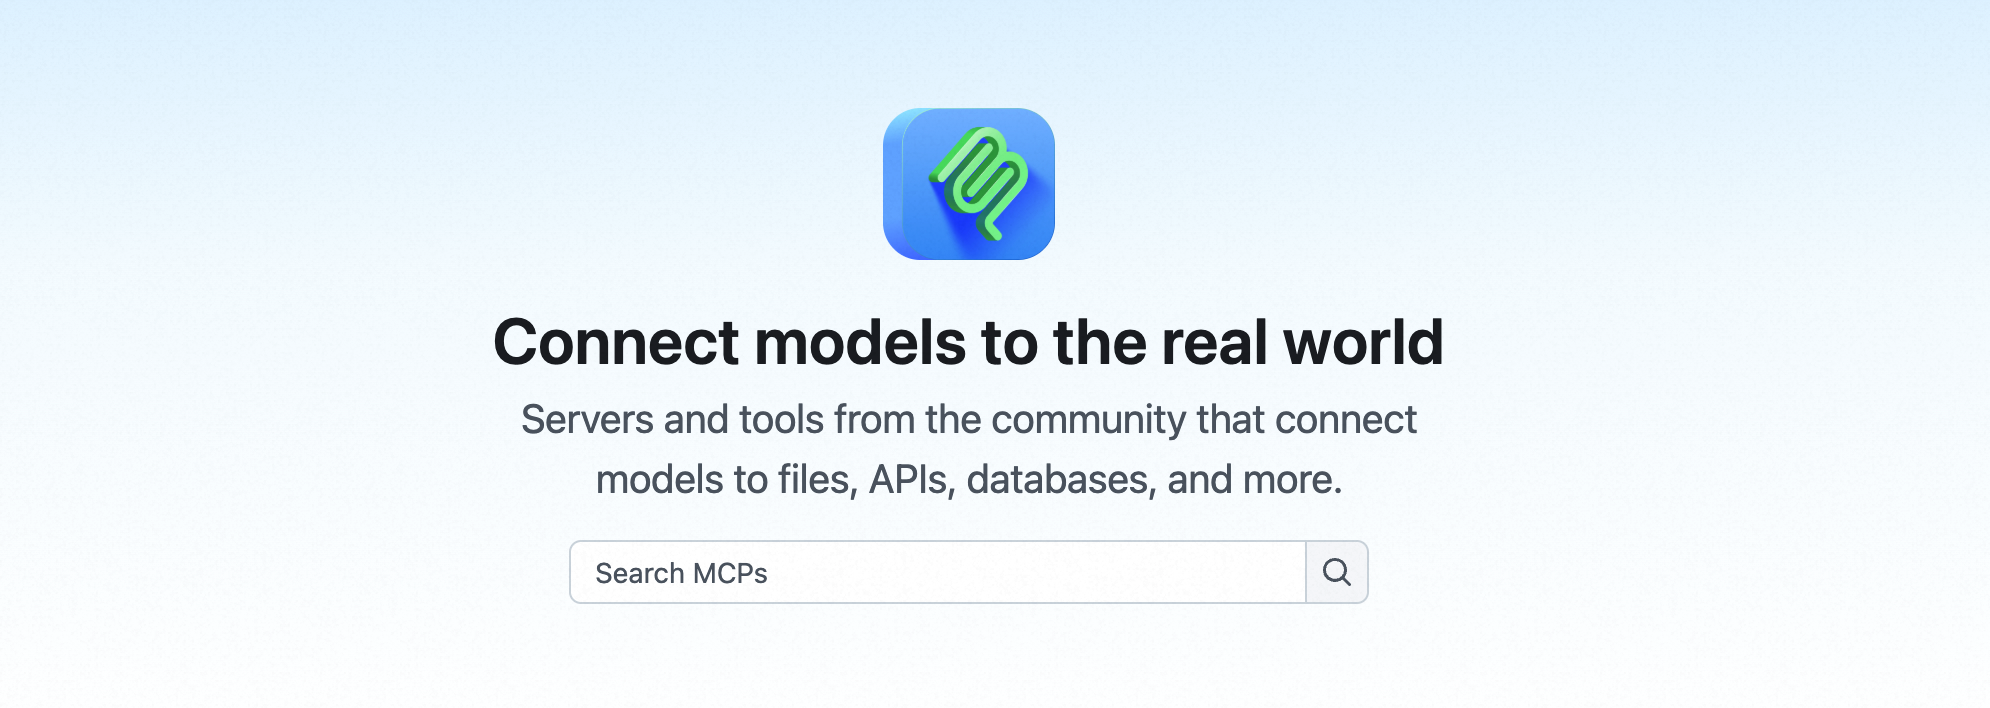 Connect models to the real world
Servers and tools from the community that connect
models to files, APIs, databases, and more.
Search MCPs